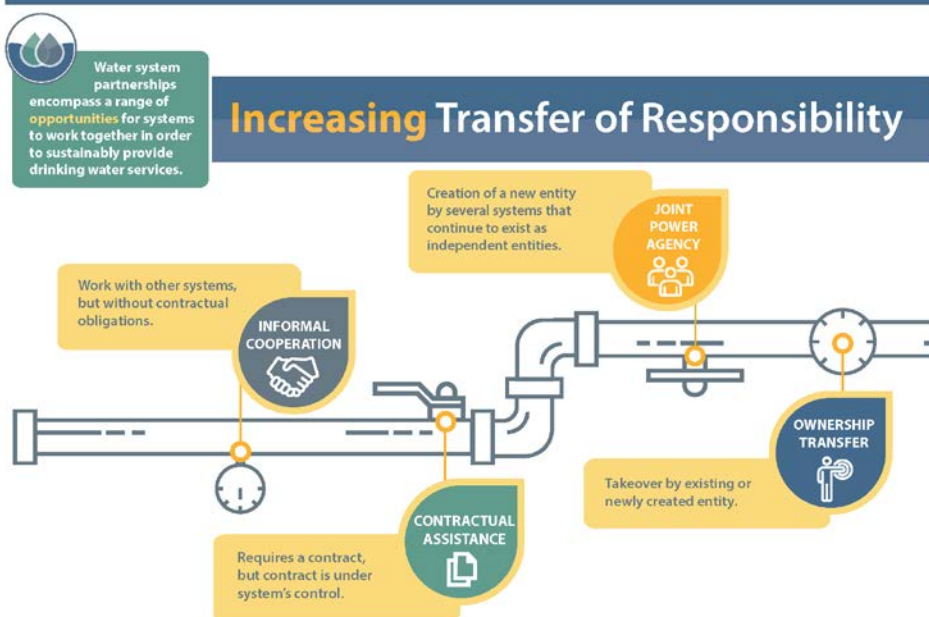 Water system
partnerships
encompass a range of
opportunities for systems
to work together in order
to sustainably provide
drinking water services.
Increasing Transfer of Responsibility
Creation of a new entity
by several systems that
continue to exist as
independent entities.
JOINT
POWER
AGENCY
Work with other systems,
but without contractual
obligations.
INFORMAL
COOPERATION
OWNERSHIP
TRANSFER
Takeover by existing or
newly created entity.
CONTRACTUAL
ASSISTANCE
Requires a contract,
but contract is under
system's control.